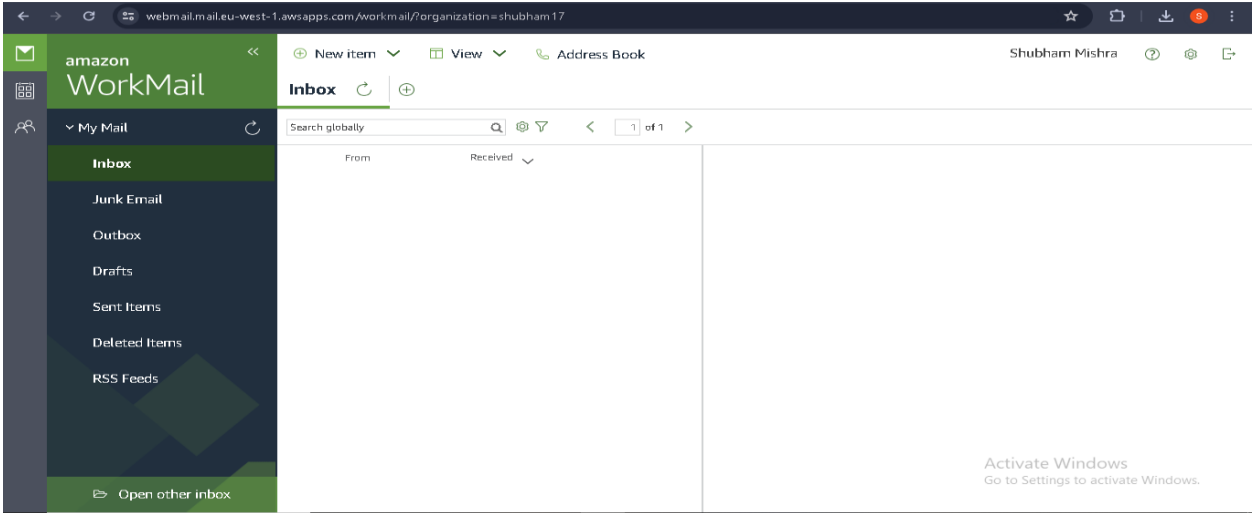 webmail.mail.eu-west-1.awsapps.com/workmail/?organization=shubham17
S
amazon
WorkMail
New item
View
Address Book
Shubham Mishra
Inbox
My Mail
Search globally
1 of 1
From
Received
Inbox
Junk Email
Outbox
Drafts
Sent Items
Deleted Items
RSS Feeds
Open other inbox
Activate Windows
Go to Settings to activate Windows.